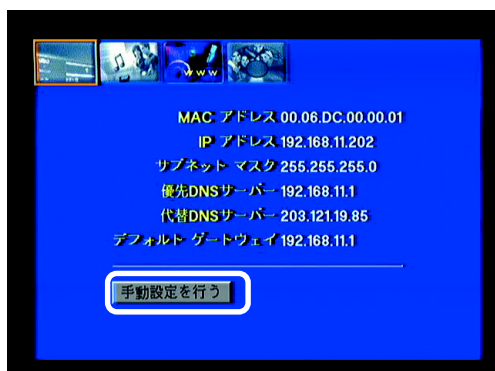 www
MAC アドレス 00.06.DC.00.00.01
IP アドレス 192.168.11.202
サブネット マスク 255.255.255.0
優先DNSサーバー 192.168.11.1
代替DNSサーバー 203.121.19.85
デフォルト ゲートウェイ 192.168.11.1
手動設定を行う